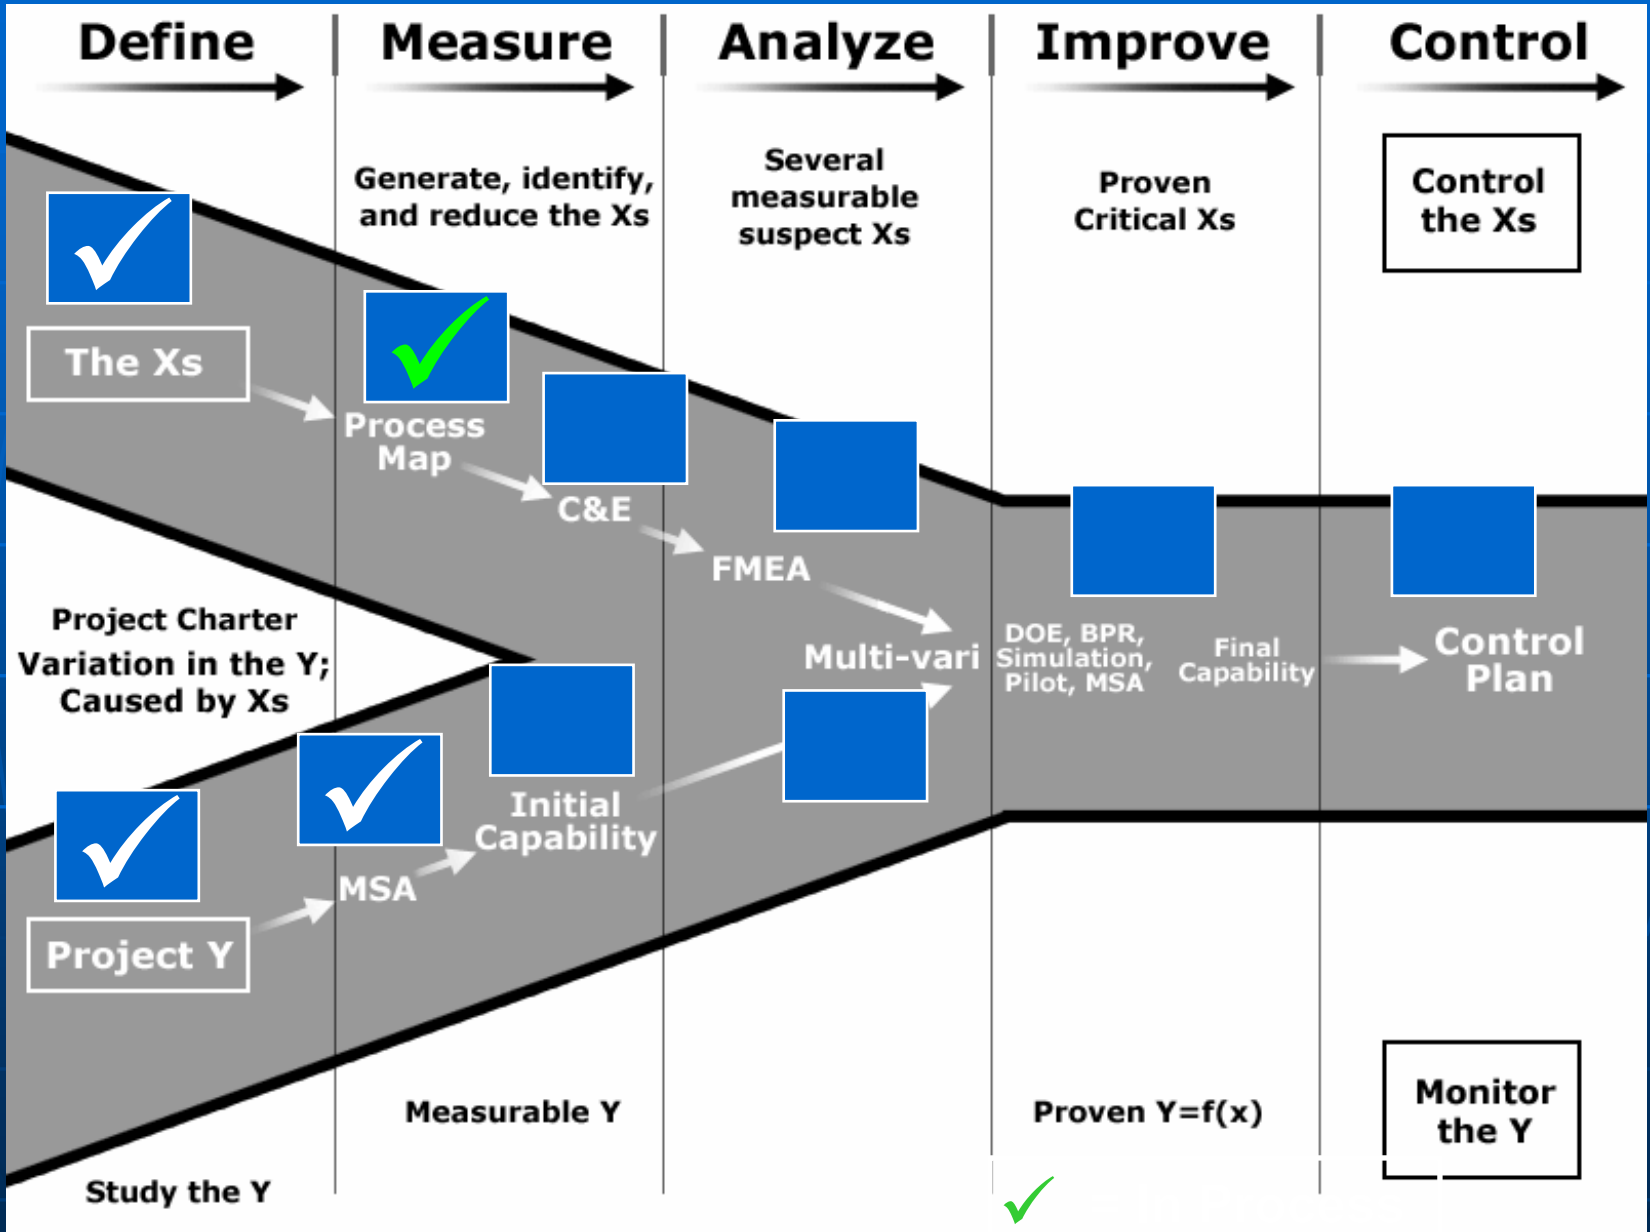 Define
Measure
Analyze
Improve
Control
Generate, identify,
and reduce the Xs
Several
measurable
suspect Xs
Proven
Critical Xs
Control
the Xs
The Xs
Process
Map
C&E
FMEA
Multi-vari
DOE, BPR,
Simulation,
Pilot, MSA
Final
Capability
Control
Plan
Project Charter
Variation in the Y;
Caused by Xs
Initial
Capability
MSA
Project Y
Study the Y
Measurable Y
Proven Y=f(x)
Monitor
the Y